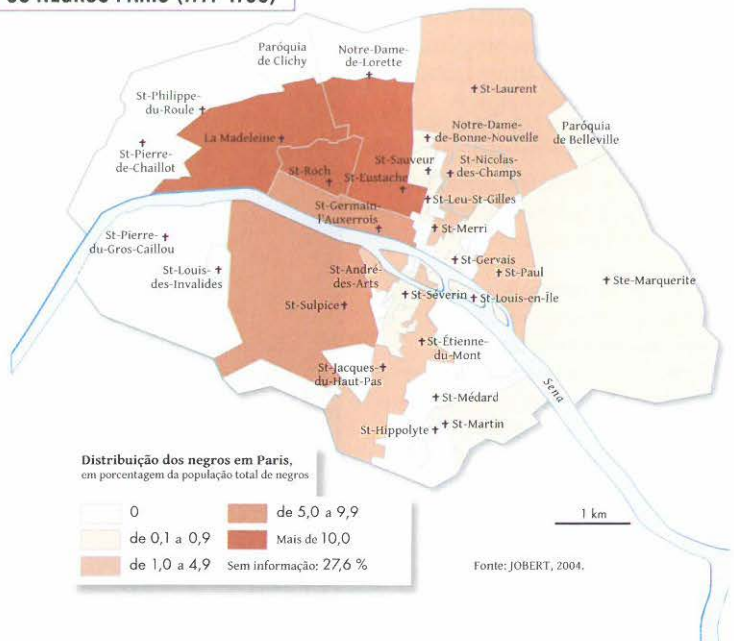 Paróquia
de Clichy
Notre-Dame-
de-Lorette
St-Philippe-
du-Roule
St-Laurent
La Madeleine
Notre-Dame-
de-Bonne-Nouvelle
Paróquia
de Belleville
St-Pierre-
de-Chaillot
St-Sauveur
St-Nicolas-
des-Champs
St-Roch
St-Eustache
St-Leu-St-Gilles
St-Germain-
l'Auxerrois
St-Merri
St-Pierre-
du-Gros-Caillou
St-Gervais
St-Paul
St-Louis-
des-Invalides
St-André-
des-Arts
Ste-Marquerite
St-Sulpice
St-Séverin
St-Louis-en-Île
St-Étienne-
du-Mont
St-Jacques-
du-Haut-Pas
Sena
St-Médard
St-Hippolyte
St-Martin
Distribuição dos negros em Paris,
em porcentagem da população total de negros
0
de 0,1 a 0,9
de 1,0 a 4,9
de 5,0 a 9,9
Mais de 10,0
Sem informação: 27,6 %
1 km
Fonte: JOBERT, 2004.